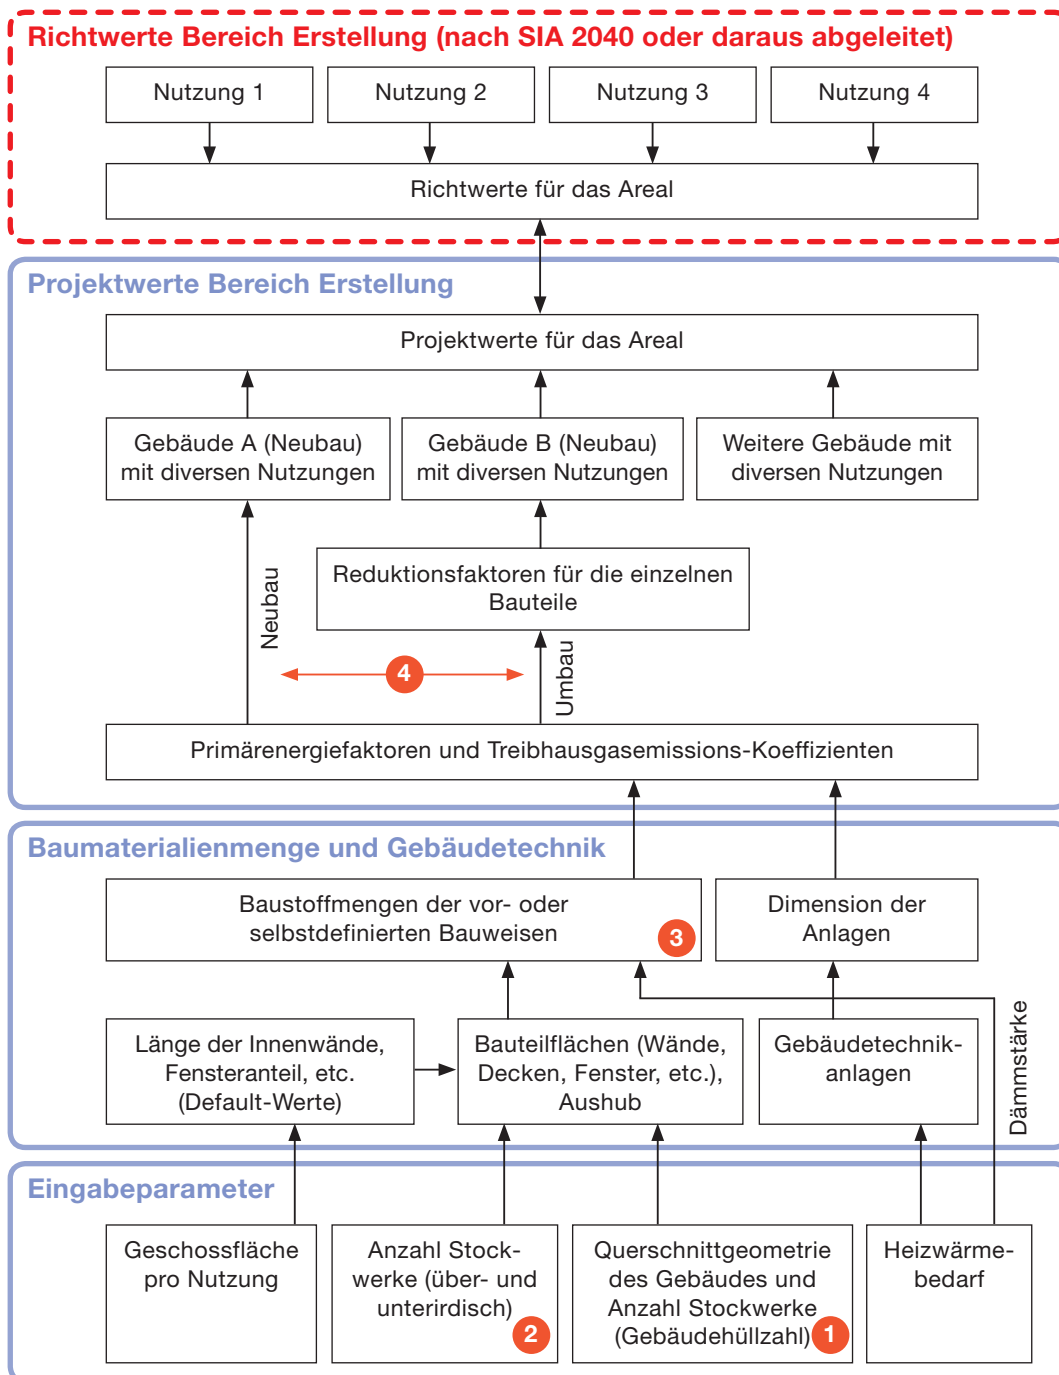 Richtwerte Bereich Erstellung (nach SIA 2040 oder daraus abgeleitet)
Nutzung 1
Nutzung 2
Nutzung 3
Nutzung 4
Richtwerte für das Areal
Projektwerte Bereich Erstellung
Projektwerte für das Areal
Gebäude A (Neubau)
mit diversen Nutzungen
Gebäude B (Neubau)
mit diversen Nutzungen
Weitere Gebäude mit
diversen Nutzungen
Neubau
Reduktionsfaktoren für die einzelnen
Bauteile
4
Umbau
Primärenergiefaktoren und Treibhausgasemissions-Koeffizienten
Baumaterialienmenge und Gebäudetechnik
Baustoffmengen der vor- oder
selbstdefinierten Bauweisen
3
Dimension der
Anlagen
Länge der Innenwände,
Fensteranteil, etc.
(Default-Werte)
Bauteilflächen (Wände,
Decken, Fenster, etc.),
Aushub
Gebäudetechnik-
anlagen
Dämmstärke
Eingabeparameter
Geschossfläche
pro Nutzung
Anzahl Stock-
werke (über- und
unterirdisch)
2
Querschnittgeometrie
des Gebäudes und
Anzahl Stockwerke
(Gebäudehüllzahl)
1
Heizwärme-
bedarf